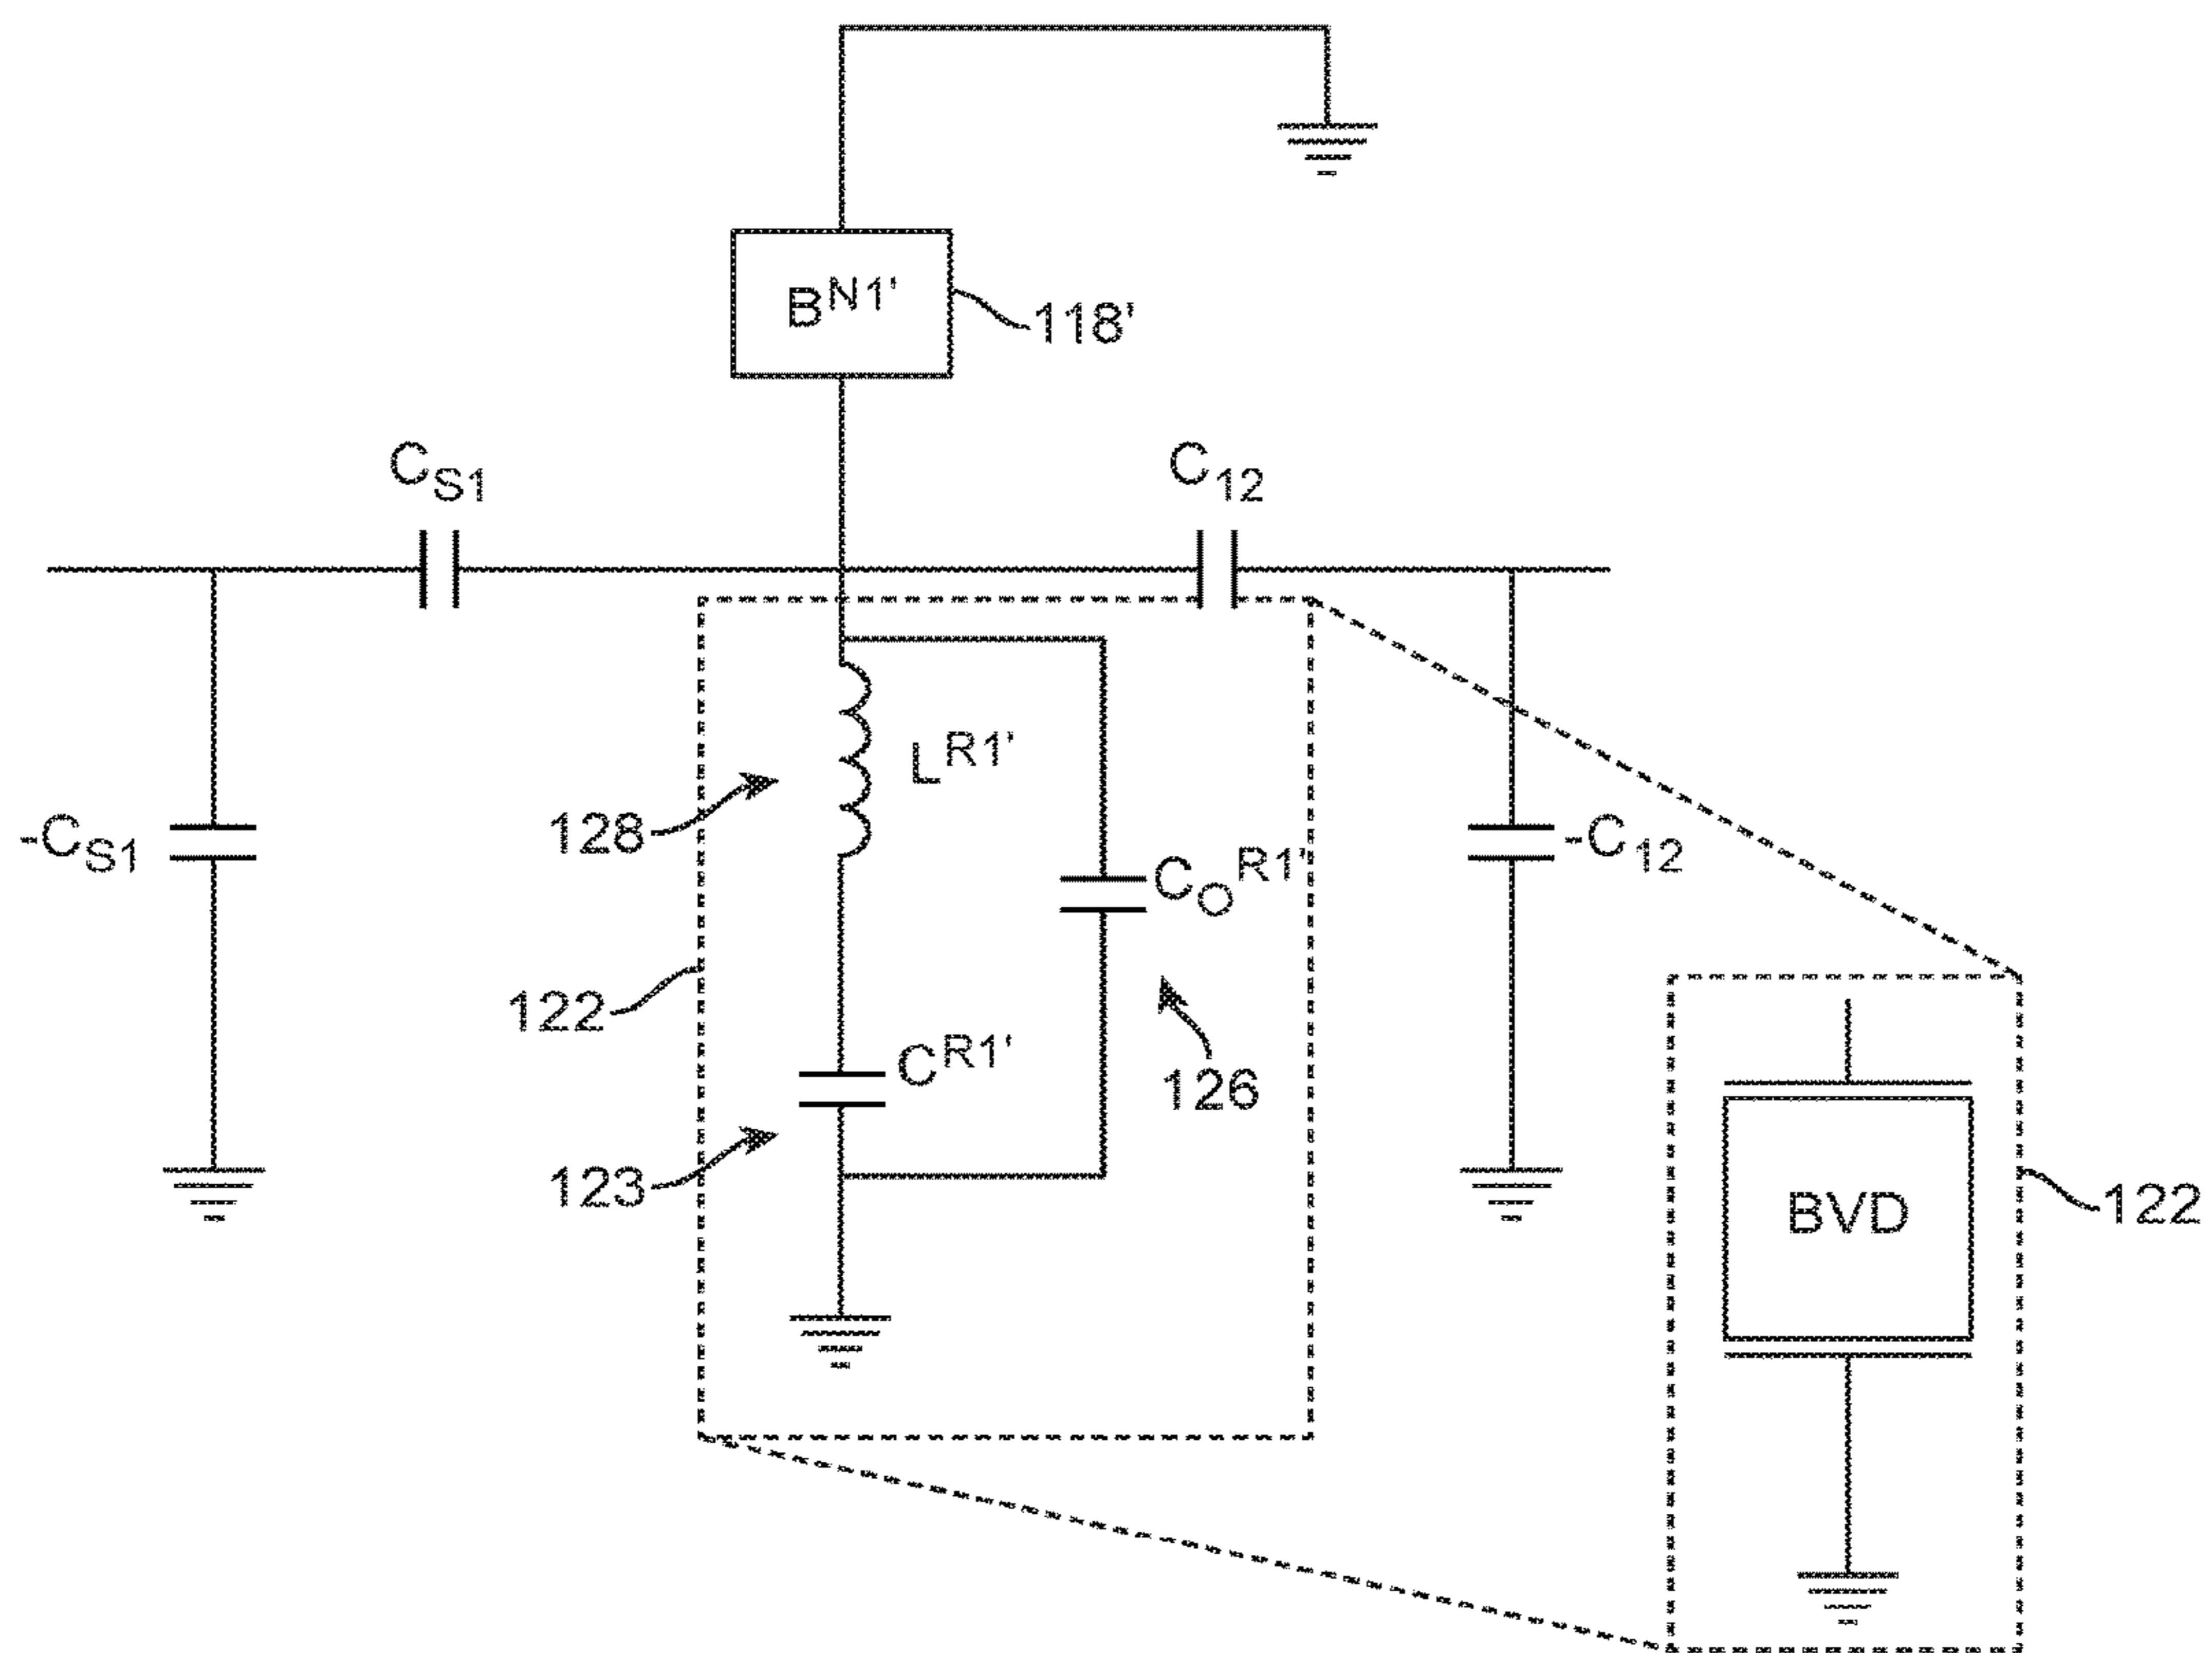 B^N1'
118'
C_S1
C_12
L^R1'
128
-C_S1
C_O^R1'
-C_12
122
C^R1'
126
123
BVD
122